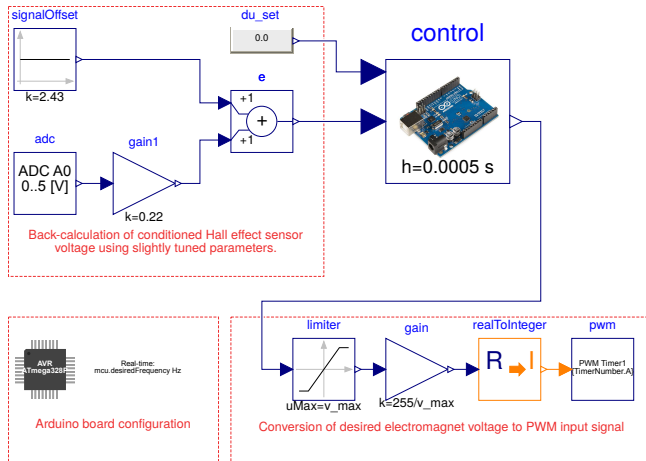 signalOffset
k=2.43
du_set
0.0
control
h=0.0005 s
e
+1
+1
+
adc
ADC A0
0..5 [V]
gain1
k=0.22
Back-calculation of conditioned Hall effect sensor
voltage using slightly tuned parameters.
AVR
ATmega328P
Real-time:
mcu.desiredFrequency Hz
Arduino board configuration
limiter
uMax=v_max
gain
k=255/v_max
realToInteger
R
I
pwm
PWM Timer1
[TimerNumber.A]
Conversion of desired electromagnet voltage to PWM input signal